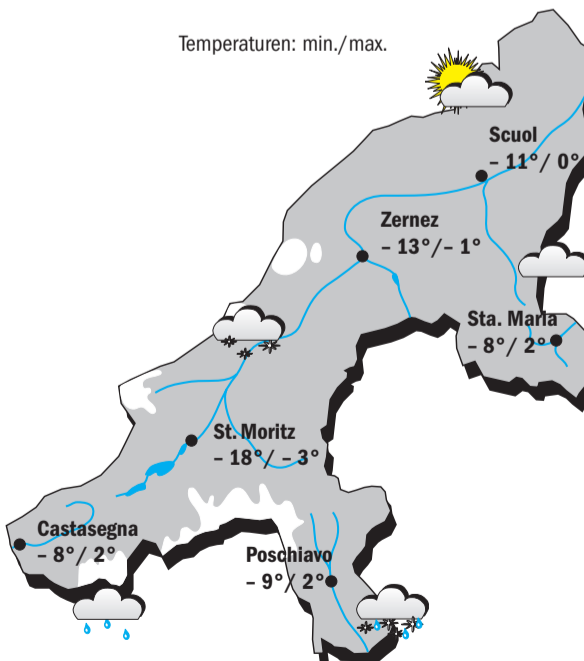 Temperaturen: min./max.
Scuol
– 11°/ 0°
Zernez
– 13°/– 1°
Sta. Maria
– 8°/ 2°
St. Moritz
– 18°/ – 3°
Castasegna
– 8°/ 2°
Poschiavo
– 9°/ 2°